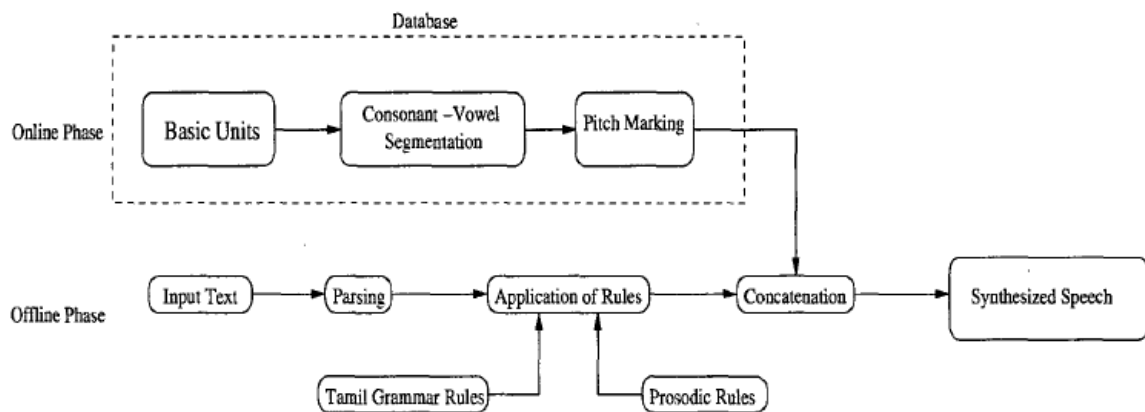 Database
Online Phase
Basic Units
Consonant –Vowel
Segmentation
Pitch Marking
Offline Phase
Input Text
Parsing
Application of Rules
Concatenation
Synthesized Speech
Tamil Grammar Rules
Prosodic Rules